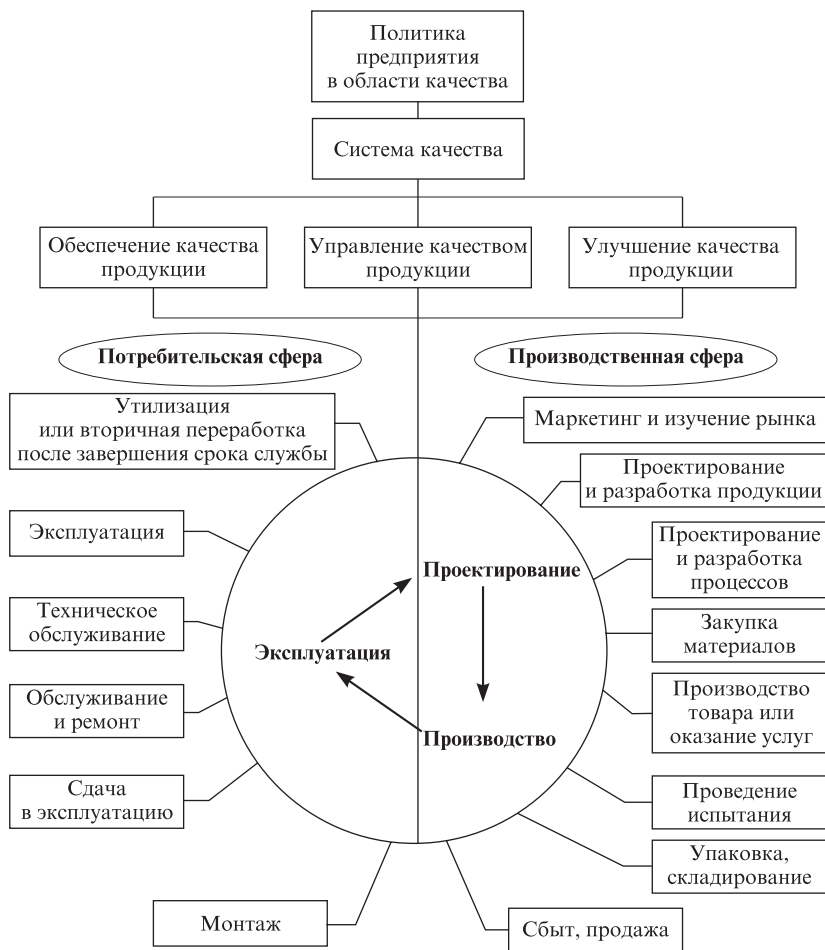 Политика
предприятия
в области качества
Система качества
Обеспечение качества
продукции
Управление качеством
продукции
Улучшение качества
продукции
Потребительская сфера
Производственная сфера
Утилизация
или вторичная переработка
после завершения срока службы
Эксплуатация
Техническое
обслуживание
Обслуживание
и ремонт
Сдача
в эксплуатацию
Монтаж
Маркетинг и изучение рынка
Проектирование
и разработка продукции
Проектирование
и разработка
процессов
Закупка
материалов
Производство
товара или
оказание услуг
Проведение
испытания
Упаковка,
складирование
Сбыт, продажа
Проектирование
Эксплуатация
Производство